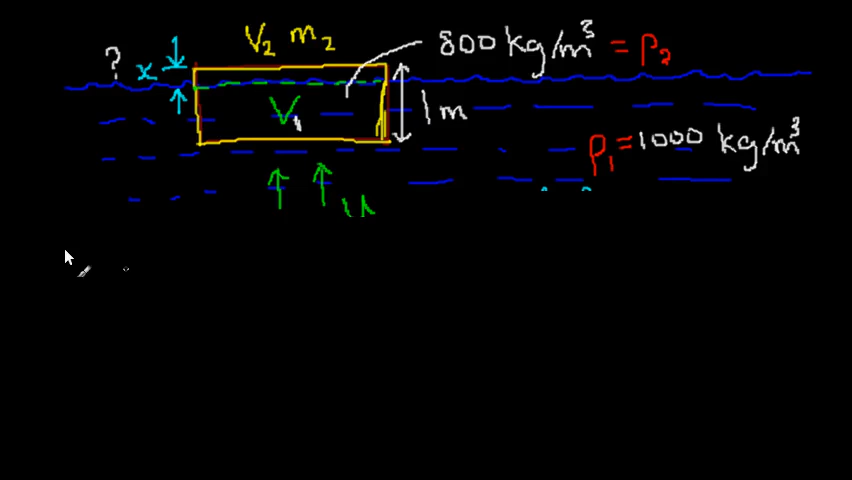 V₂ m₂ 800 kg/m³ = ρ₂
? x
V₁ 1m
ρ₁ = 1000 kg/m³